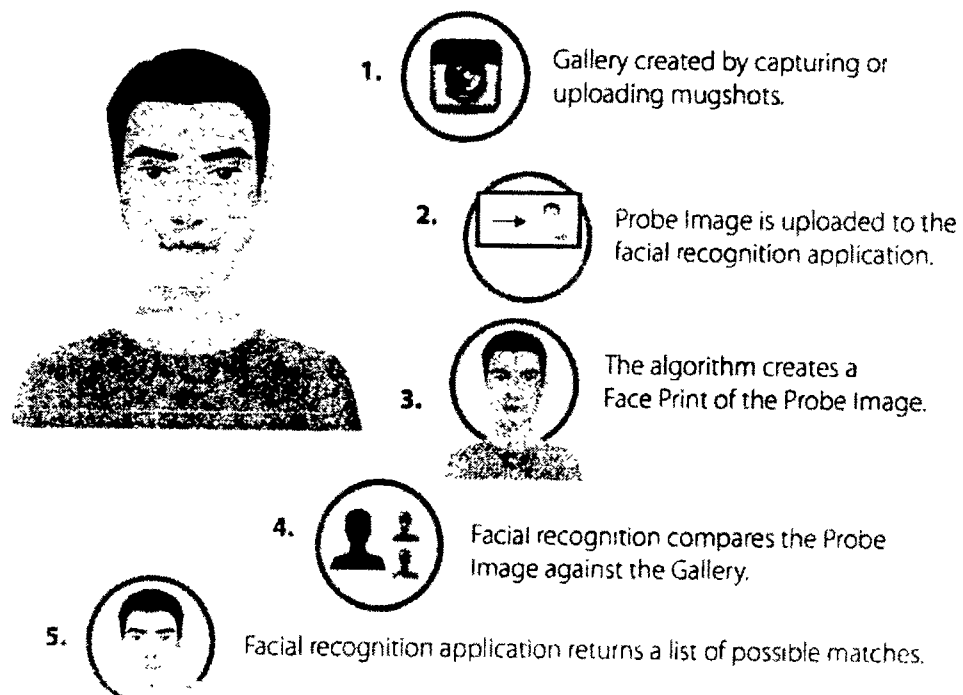 1. Gallery created by capturing or
uploading mugshots.
2. Probe Image is uploaded to the
facial recognition application.
3. The algorithm creates a
Face Print of the Probe Image.
4. Facial recognition compares the Probe
Image against the Gallery.
5. Facial recognition application returns a list of possible matches.